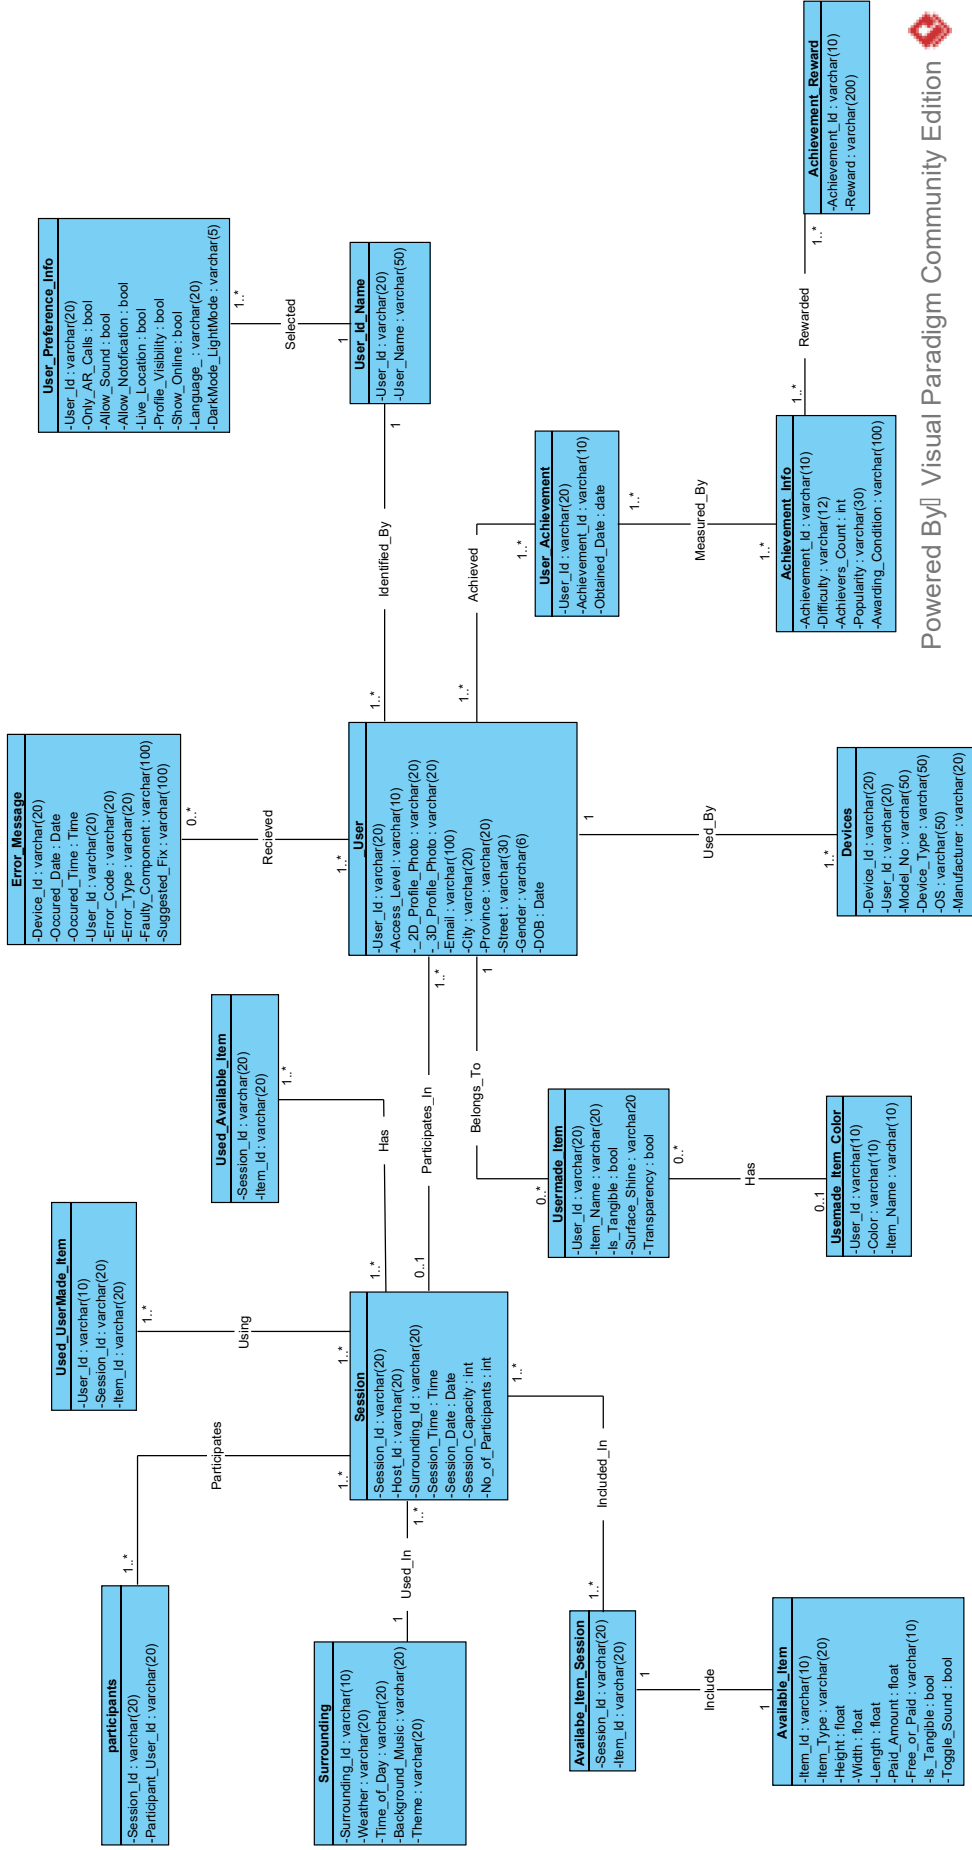 Error_Message
-Device_Id : varchar(20)
-Occured_Date : Date
-Occured_Time : Time
-User_Id : varchar(20)
-Error_Code : varchar(20)
-Error_Type : varchar(20)
-Faulty_Component : varchar(100)
-Suggested_Fix : varchar(100)
User_Preference_Info
-User_Id : varchar(20)
-Only_AR_Calls : bool
-Allow_Sound : bool
-Allow_Notofication : bool
-Live_Location : bool
-Profile_Visibility : bool
-Show_Online : bool
-Language_ : varchar(20)
-DarkMode_LightMode : varchar(5)
0..*
Recieved
1..*
1..*
Selected
1
Used_UserMade_Item
-User_Id : varchar(10)
-Session_Id : varchar(20)
-Item_Id : varchar(20)
1..*
Using
1..*
Used_Available_Item
-Session_Id : varchar(20)
-Item_Id : varchar(20)
1..*
Has
1..*
participants
-Session_Id : varchar(20)
-Participant_User_Id : varchar(20)
1..*
Participates
1..*
Surrounding
-Surrounding_Id : varchar(10)
-Weather : varchar(20)
-Time_of_Day : varchar(20)
-Background_Music : varchar(20)
-Theme : varchar(20)
1
Used_In
1..*
Session
-Session_Id : varchar(20)
-Host_Id : varchar(20)
-Surrounding_Id : varchar(20)
-Session_Time : Time
-Session_Date : Date
-Session_Capacity : int
-No_of_Participants : int
0..1
Participates_In
1..*
_User
-User_Id : varchar(20)
-Access_Level : varchar(10)
-_2D_Profile_Photo : varchar(20)
-_3D_Profile_Photo : varchar(20)
-Email : varchar(100)
-City : varchar(20)
-Province : varchar(20)
-Street : varchar(30)
-Gender : varchar(6)
-DOB : Date
1..*
Identified_By
1
User_Id_Name
-User_Id : varchar(20)
-User_Name : varchar(50)
1..*
Achieved
1..*
User_Achievement
-User_Id : varchar(20)
-Achievement_Id : varchar(10)
-Obtained_Date : date
1..*
Measured_By
1..*
1
Belongs_To
0..*
1..*
Included_In
1..*
Availabe_Item_Session
-Session_Id : varchar(20)
-Item_Id : varchar(20)
1
Include
1
Available_Item
-Item_Id : varchar(10)
-Item_Type : varchar(20)
-Height : float
-Width : float
-Length : float
-Paid_Amount : float
-Free_or_Paid : varchar(10)
-Is_Tangible : bool
-Toggle_Sound : bool
Usermade_Item
-User_Id : varchar(20)
-Item_Name : varchar(20)
-Is_Tangible : bool
-Surface_Shine : varchar20
-Transparency : bool
0..*
Has
0..1
Usemade_Item_Color
-User_Id : varchar(10)
-Color : varchar(10)
-Item_Name : varchar(10)
1
Used_By
1..*
Devices
-Device_Id : varchar(20)
-User_Id : varchar(20)
-Model_No : varchar(50)
-Device_Type : varchar(50)
-OS : varchar(50)
-Manufacturer : varchar(20)
Achievement_Info
-Achievement_Id : varchar(10)
-Difficulty : varchar(12)
-Achievers_Count : int
-Popularity : varchar(30)
-Awarding_Condition : varchar(100)
1..*
Rewarded
1..*
Achievement_Reward
-Achievement_Id : varchar(10)
-Reward : varchar(200)
Powered By Visual Paradigm Community Edition